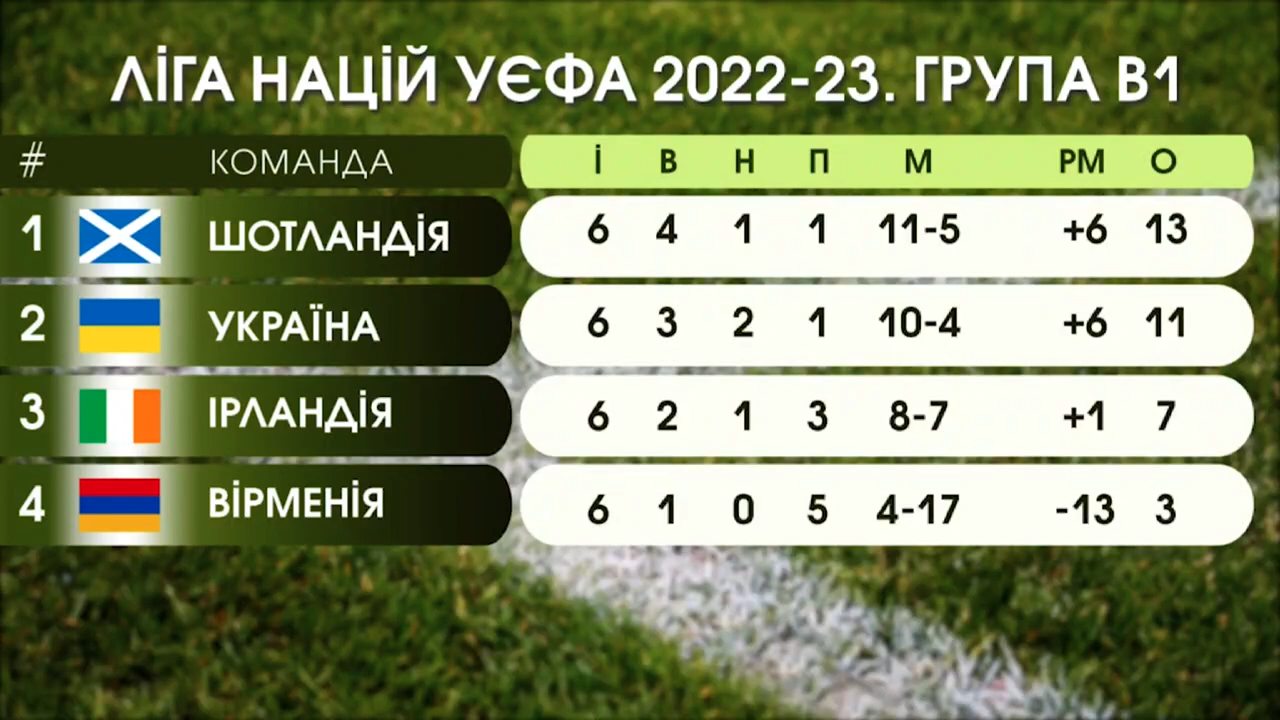 ЛІГА НАЦІЙ УЄФА 2022-23. ГРУПА В1
# КОМАНДА І В Н П М РМ О
1 ШОТЛАНДІЯ 6 4 1 1 11-5 +6 13
2 УКРАЇНА 6 3 2 1 10-4 +6 11
3 ІРЛАНДІЯ 6 2 1 3 8-7 +1 7
4 ВІРМЕНІЯ 6 1 0 5 4-17 -13 3